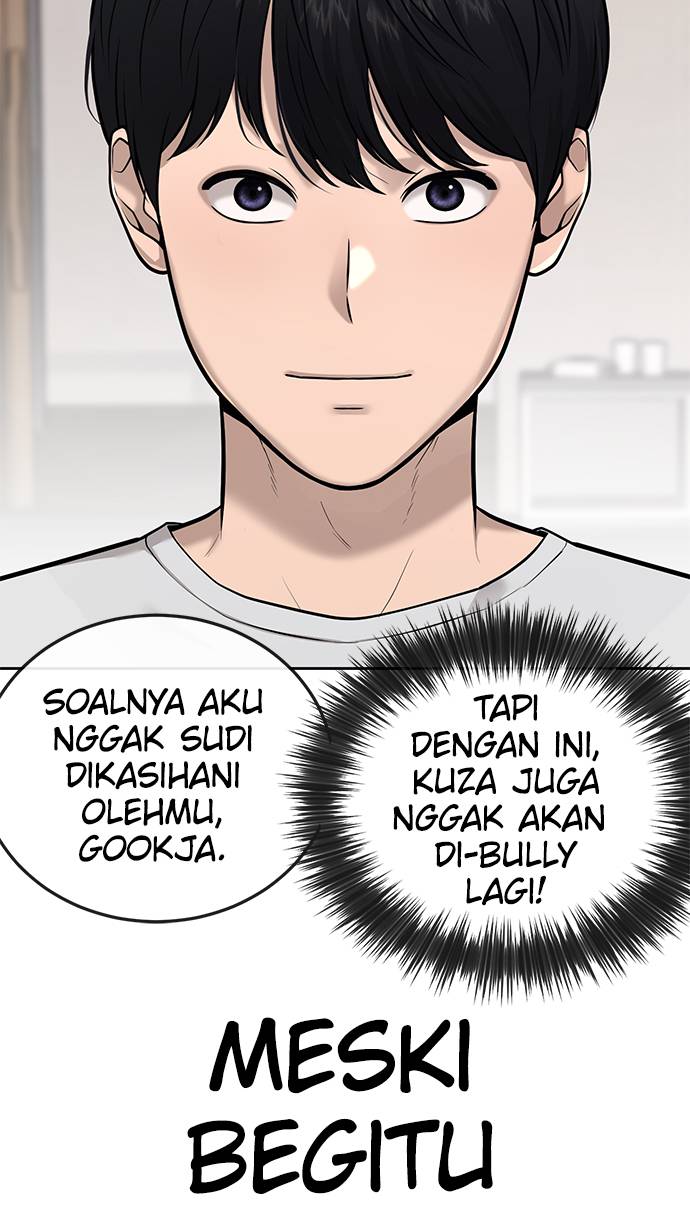 SOALNYA AKU
NGGAK SUDI
DIKASIHANI
OLEHMU,
GOOKJA.
TAPI
DENGAN INI,
KUZA JUGA
NGGAK AKAN
DI-BULLY
LAGI!
MESKI
BEGITU